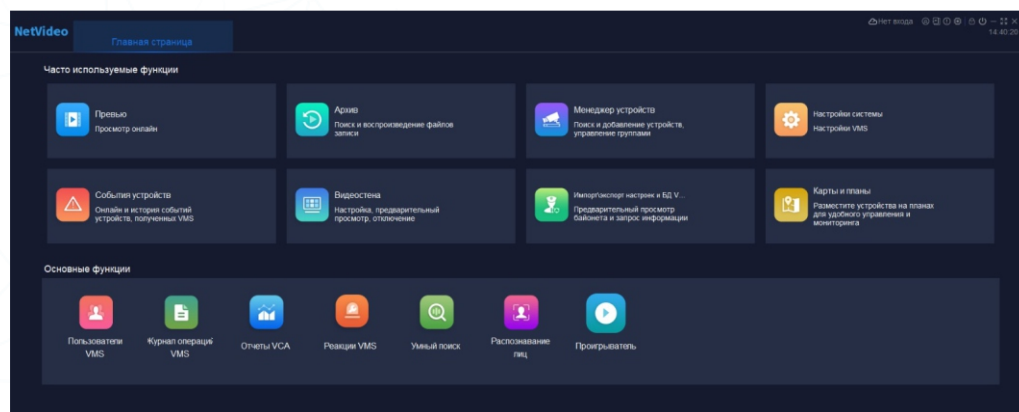 NetVideo
Главная страница
Нет входа
14:40:20
Часто используемые функции
Превью
Просмотр онлайн
Архив
Поиск и воспроизведение файлов
записи
Менеджер устройств
Поиск и добавление устройств,
управление группами
Настройки системы
Настройки VMS
События устройств
Онлайн и история событий
устройств, полученных VMS
Видеостена
Настройка, предварительный
просмотр, отключение
Импорт\экспорт настроек и БД V...
Предварительный просмотр
байонета и запрос информации
Карты и планы
Разместите устройства на планах
для удобного управления и
мониторинга
Основные функции
Пользователи
VMS
Журнал операций
VMS
Отчеты VCA
Реакции VMS
Умный поиск
Распознавание
лиц
Проигрыватель